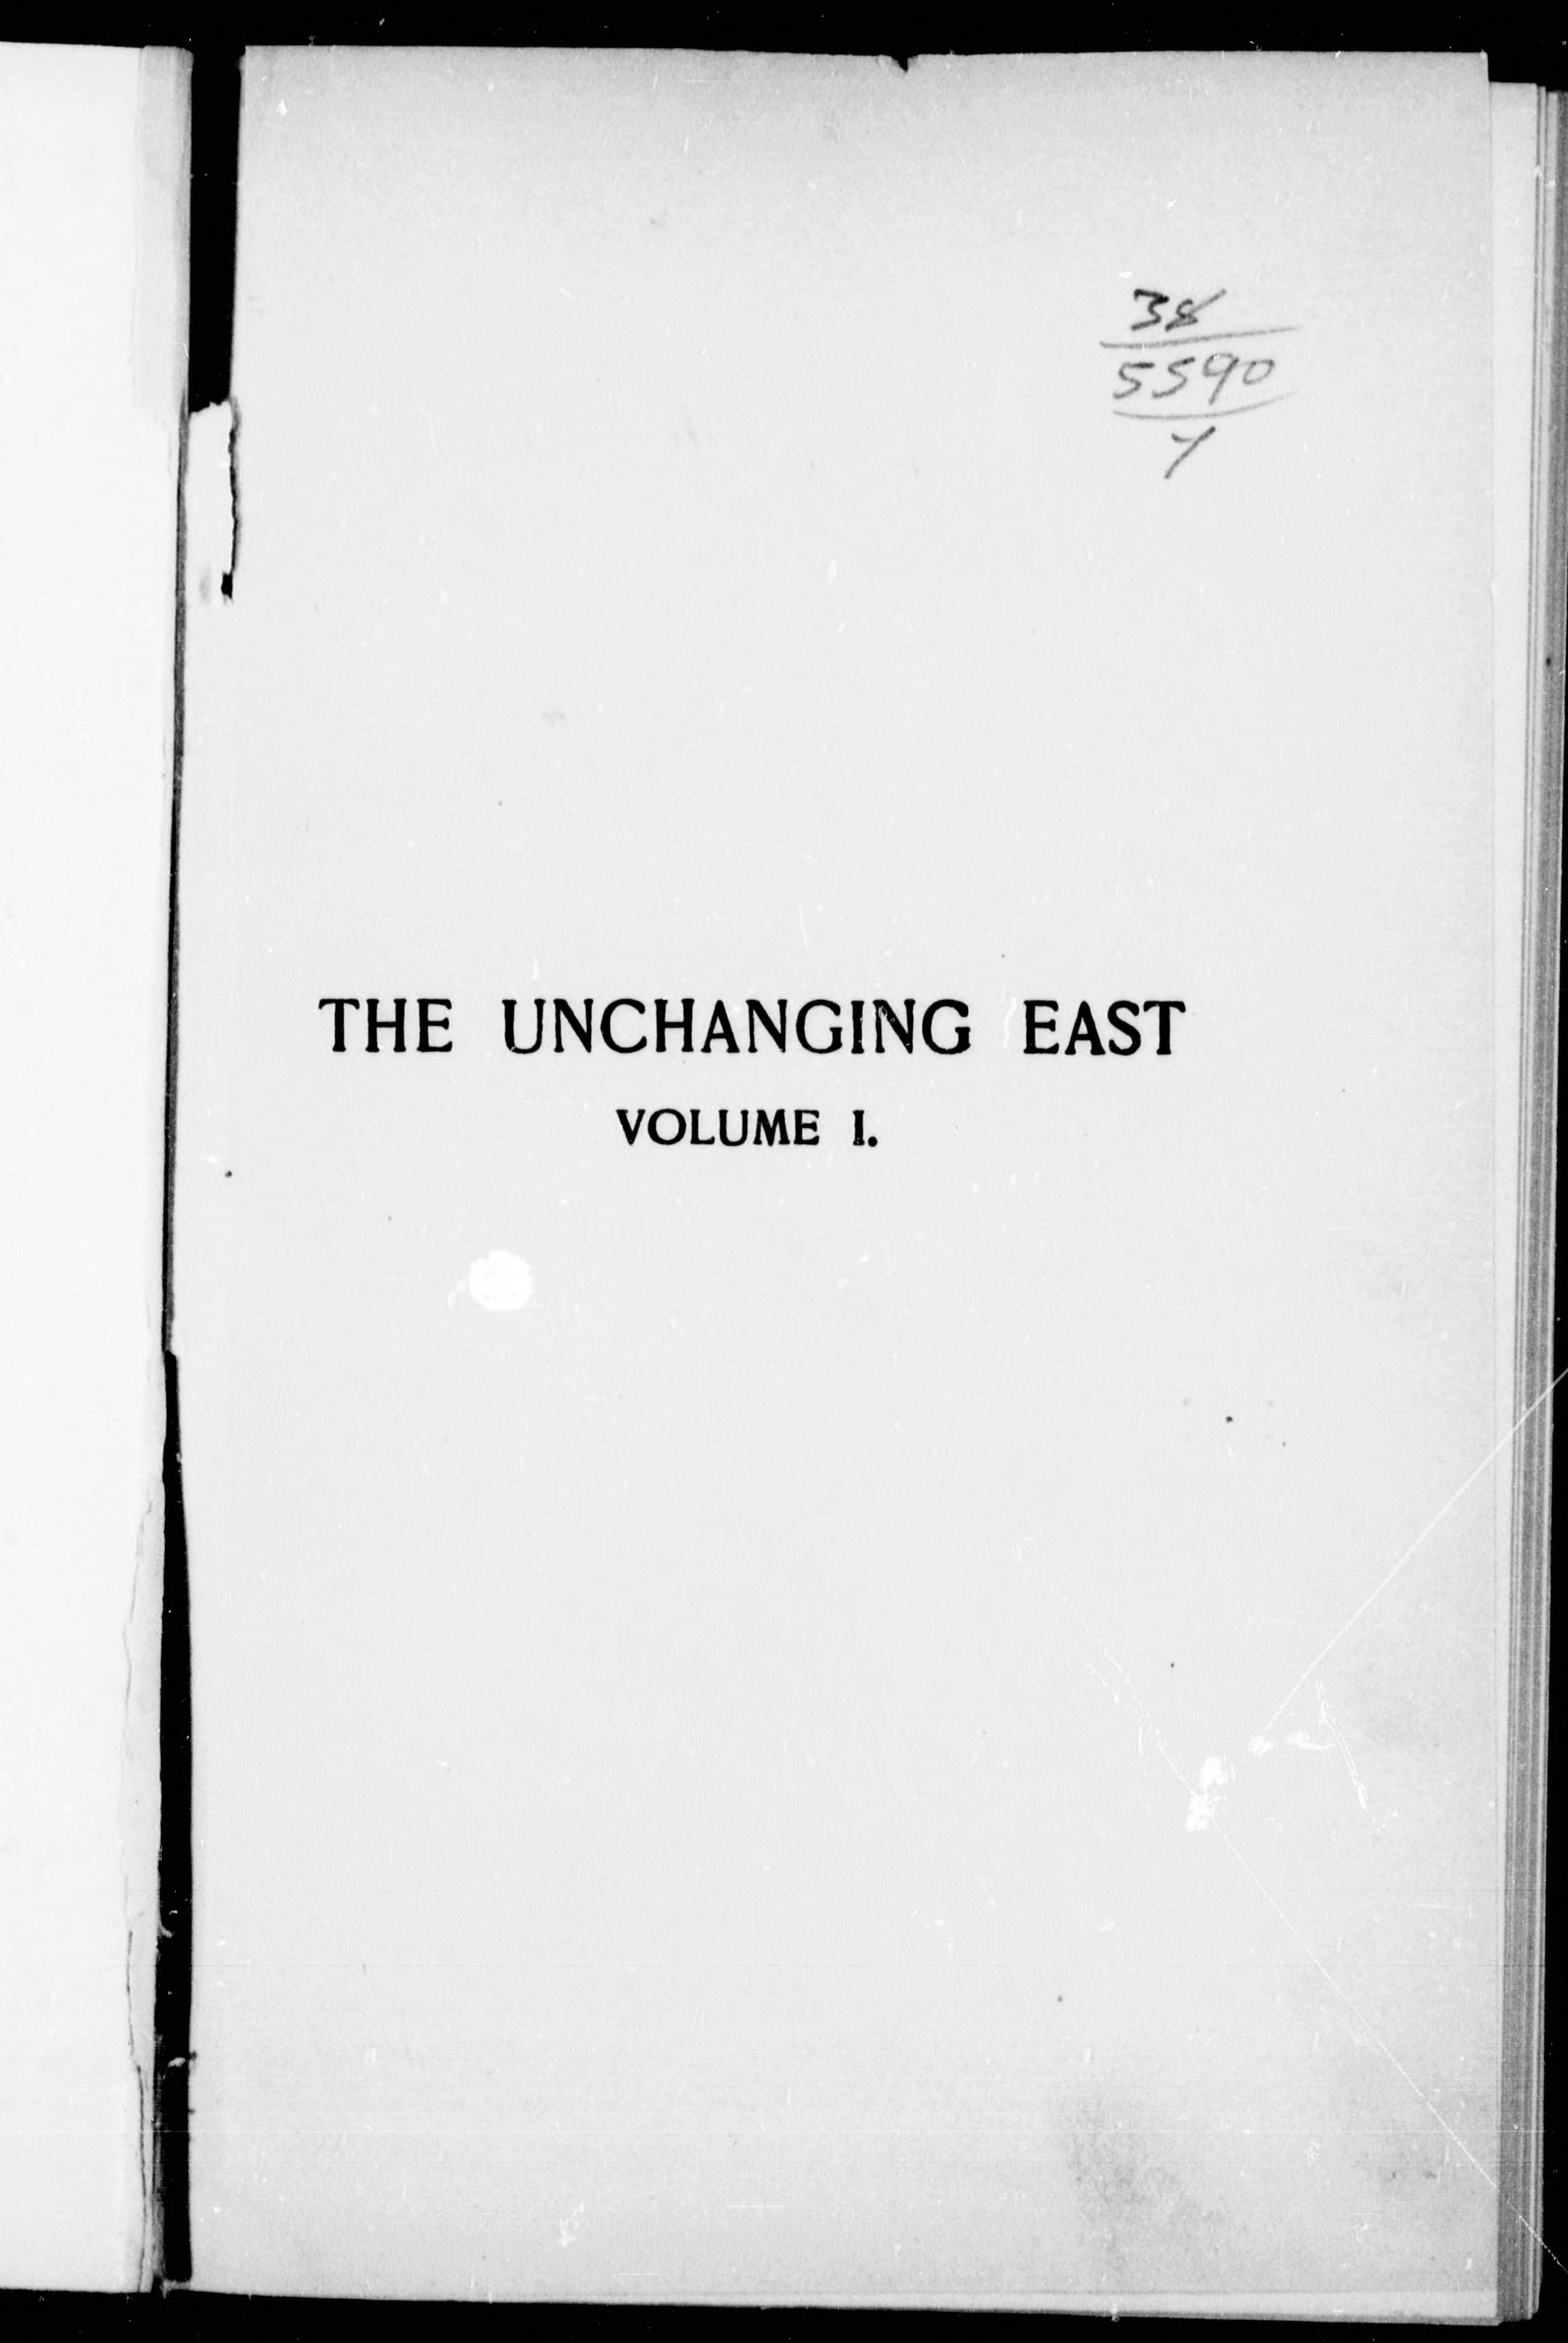 38
5590
1
THE UNCHANGING EAST
VOLUME I.